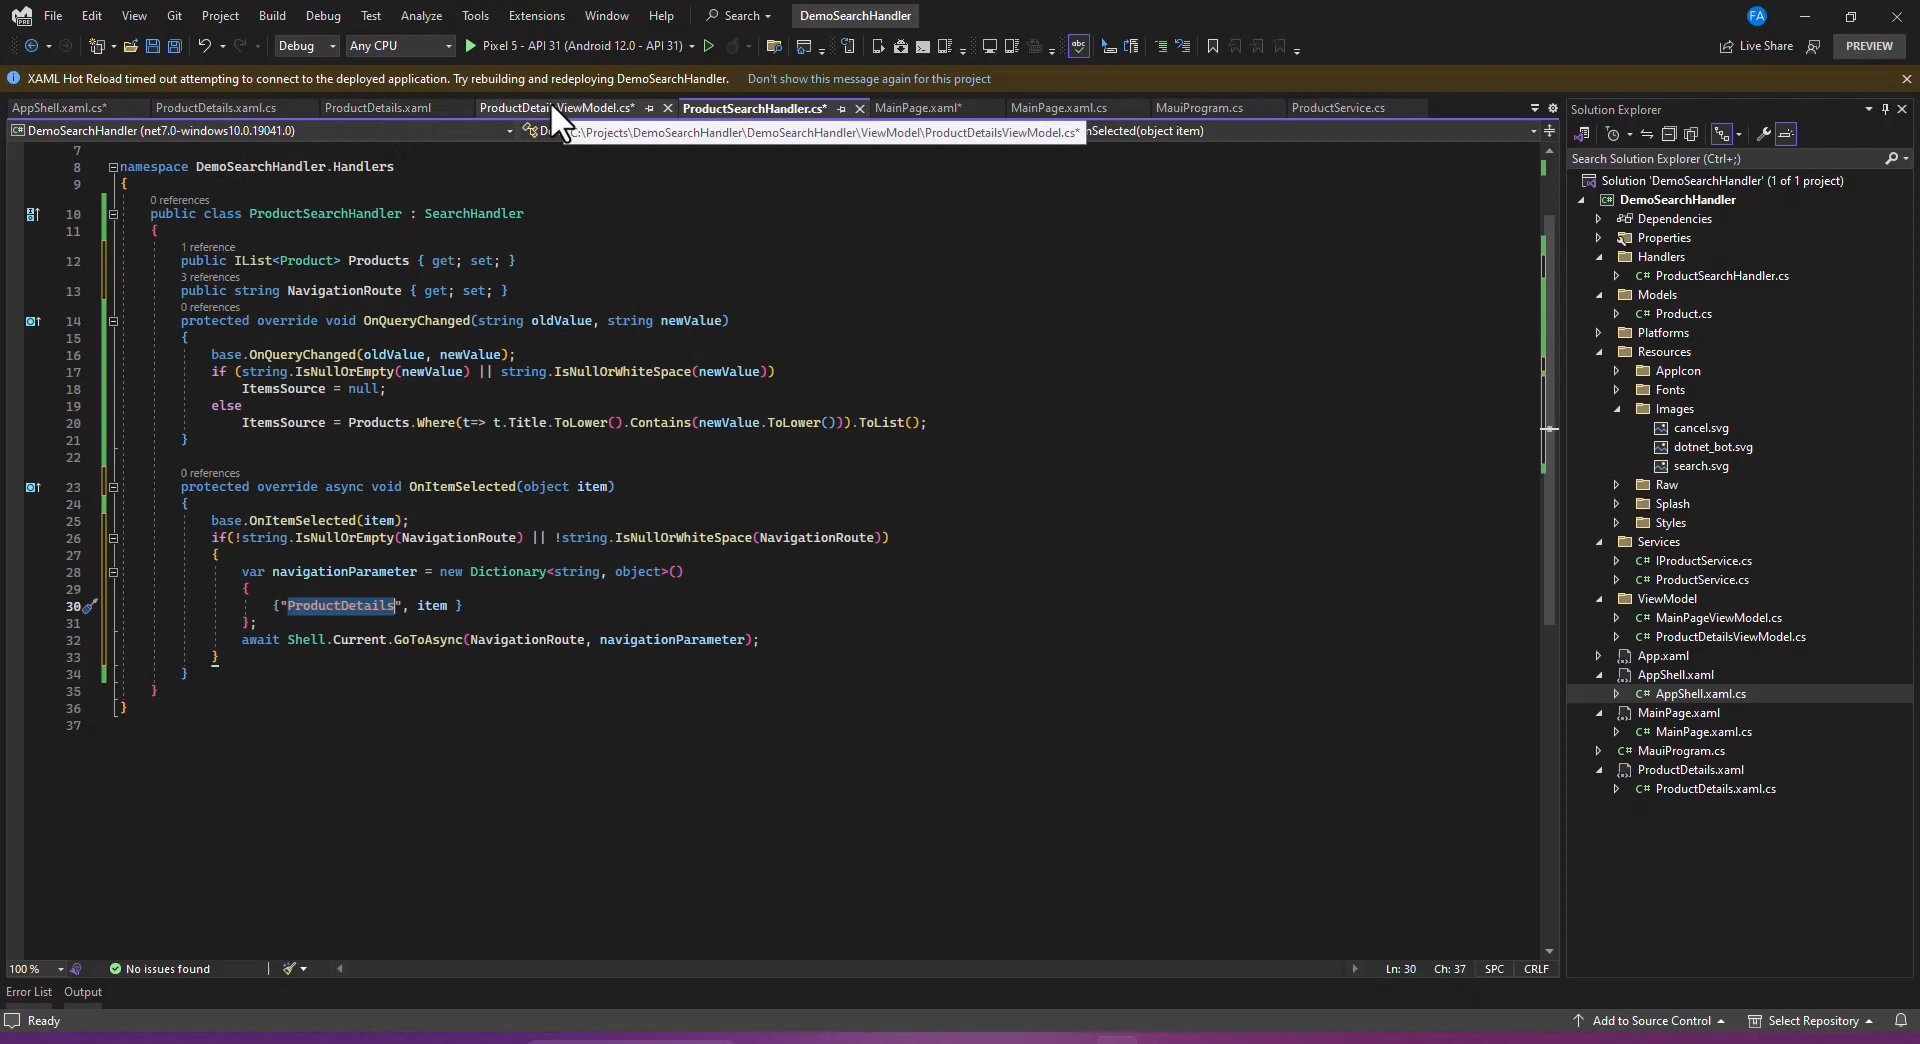 File Edit View Git Project Build Debug Test Analyze Tools Extensions Window Help Search DemoSearchHandler FA
Debug Any CPU Pixel 5 - API 31 (Android 12.0 - API 31) abc Live Share PREVIEW
XAML Hot Reload timed out attempting to connect to the deployed application. Try rebuilding and redeploying DemoSearchHandler. Don't show this message again for this project
AppShell.xaml.cs* ProductDetails.xaml.cs ProductDetails.xaml ProductDetailsViewModel.cs* ProductSearchHandler.cs* MainPage.xaml* MainPage.xaml.cs MauiProgram.cs ProductService.cs
DemoSearchHandler (net7.0-windows10.0.19041.0) :\Projects\DemoSearchHandler\DemoSearchHandler\ViewModel\ProductDetailsViewModel.cs* nSelected(object item)
7
8 namespace DemoSearchHandler.Handlers
9 {
0 references
10 public class ProductSearchHandler : SearchHandler
11 {
1 reference
12 public IList<Product> Products { get; set; }
3 references
13 public string NavigationRoute { get; set; }
0 references
14 protected override void OnQueryChanged(string oldValue, string newValue)
15 {
16 base.OnQueryChanged(oldValue, newValue);
17 if (string.IsNullOrEmpty(newValue) || string.IsNullOrWhiteSpace(newValue))
18 ItemsSource = null;
19 else
20 ItemsSource = Products.Where(t=> t.Title.ToLower().Contains(newValue.ToLower())).ToList();
21 }
22
0 references
23 protected override async void OnItemSelected(object item)
24 {
25 base.OnItemSelected(item);
26 if(!string.IsNullOrEmpty(NavigationRoute) || !string.IsNullOrWhiteSpace(NavigationRoute))
27 {
28 var navigationParameter = new Dictionary<string, object>()
29 {
30 {"ProductDetails", item }
31 };
32 await Shell.Current.GoToAsync(NavigationRoute, navigationParameter);
33 }
34 }
35 }
36 }
37
100 % No issues found Ln: 30 Ch: 37 SPC CRLF
Error List Output
Ready Add to Source Control Select Repository
Solution Explorer
Search Solution Explorer (Ctrl+;)
Solution 'DemoSearchHandler' (1 of 1 project)
DemoSearchHandler
Dependencies
Properties
Handlers
C# ProductSearchHandler.cs
Models
C# Product.cs
Platforms
Resources
AppIcon
Fonts
Images
cancel.svg
dotnet_bot.svg
search.svg
Raw
Splash
Styles
Services
C# IProductService.cs
C# ProductService.cs
ViewModel
C# MainPageViewModel.cs
C# ProductDetailsViewModel.cs
App.xaml
AppShell.xaml
C# AppShell.xaml.cs
MainPage.xaml
C# MainPage.xaml.cs
C# MauiProgram.cs
ProductDetails.xaml
C# ProductDetails.xaml.cs